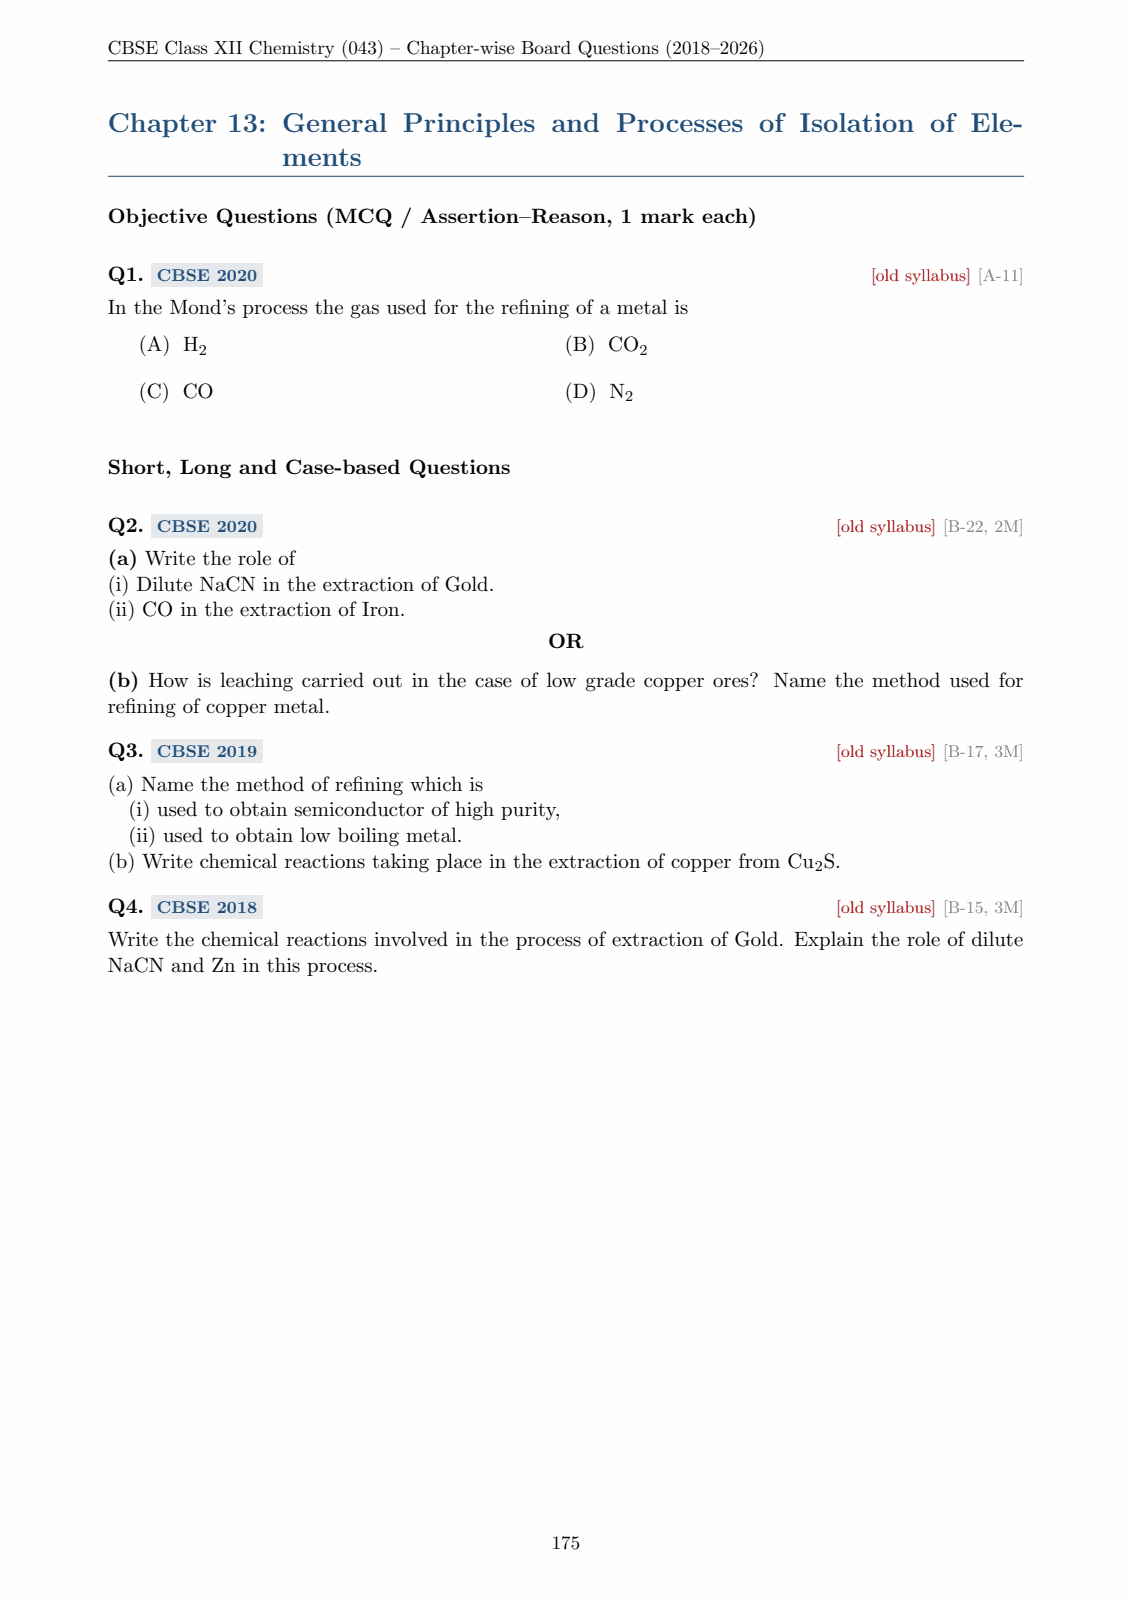 CBSE Class XII Chemistry (043) – Chapter-wise Board Questions (2018–2026)
Chapter 13: General Principles and Processes of Isolation of Ele-
ments
Objective Questions (MCQ / Assertion–Reason, 1 mark each)
Q1. CBSE 2020 [old syllabus] [A-11]
In the Mond's process the gas used for the refining of a metal is
(A) H₂ (B) CO₂
(C) CO (D) N₂
Short, Long and Case-based Questions
Q2. CBSE 2020 [old syllabus] [B-22, 2M]
(a) Write the role of
(i) Dilute NaCN in the extraction of Gold.
(ii) CO in the extraction of Iron.
OR
(b) How is leaching carried out in the case of low grade copper ores? Name the method used for
refining of copper metal.
Q3. CBSE 2019 [old syllabus] [B-17, 3M]
(a) Name the method of refining which is
(i) used to obtain semiconductor of high purity,
(ii) used to obtain low boiling metal.
(b) Write chemical reactions taking place in the extraction of copper from Cu₂S.
Q4. CBSE 2018 [old syllabus] [B-15, 3M]
Write the chemical reactions involved in the process of extraction of Gold. Explain the role of dilute
NaCN and Zn in this process.
175